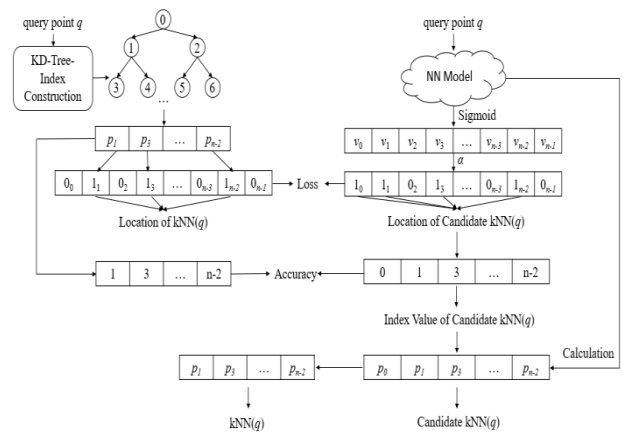 query point q
query point q
0
KD-Tree-
Index
Construction
1 2
3 4 5 6
...
NN Model
Sigmoid
p₁ p₃ ... pₙ₋₂
v₀ v₁ v₂ v₃ ... vₙ₋₃ vₙ₋₂ vₙ₋₁
α
0₀ 1₁ 0₂ 1₃ ... 0ₙ₋₃ 1ₙ₋₂ 0ₙ₋₁
Loss
1₀ 1₁ 0₂ 1₃ ... 0ₙ₋₃ 1ₙ₋₂ 0ₙ₋₁
Location of kNN(q)
Location of Candidate kNN(q)
1 3 ... n-2
Accuracy
0 1 3 ... n-2
Index Value of Candidate kNN(q)
Calculation
p₁ p₃ ... pₙ₋₂
p₀ p₁ p₃ ... pₙ₋₂
kNN(q)
Candidate kNN(q)